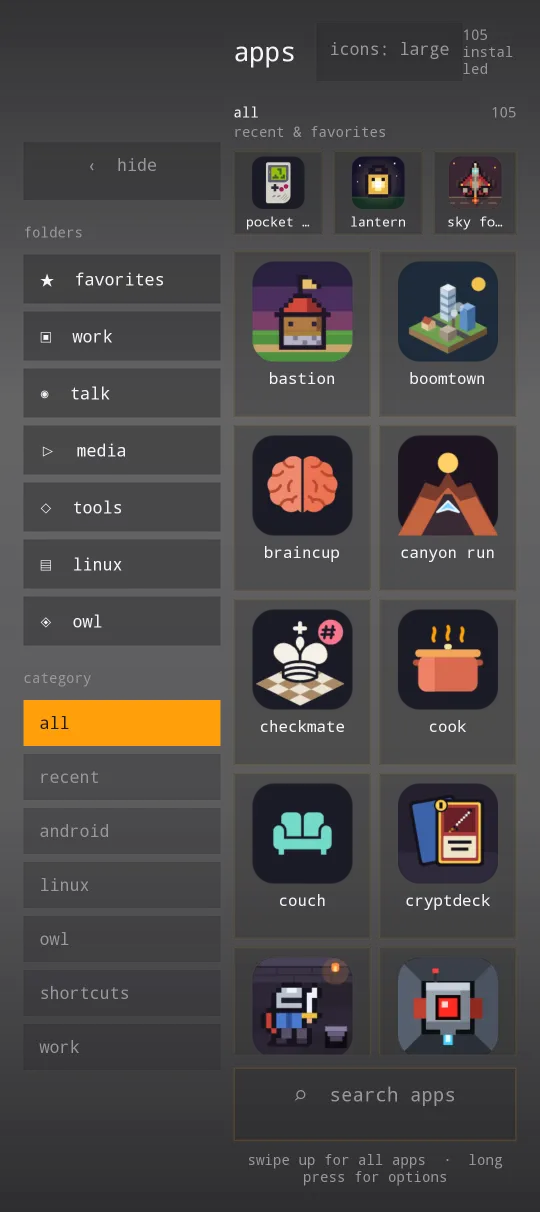 apps
icons: large
105
instal
led
all 105
recent & favorites
‹ hide
folders
★ favorites
▣ work
◉ talk
▷ media
◇ tools
▤ linux
◈ owl
category
all
recent
android
linux
owl
shortcuts
work
pocket …
lantern
sky fo…
bastion
boomtown
braincup
canyon run
#
checkmate
cook
couch
cryptdeck
⌕ search apps
swipe up for all apps · long
press for options